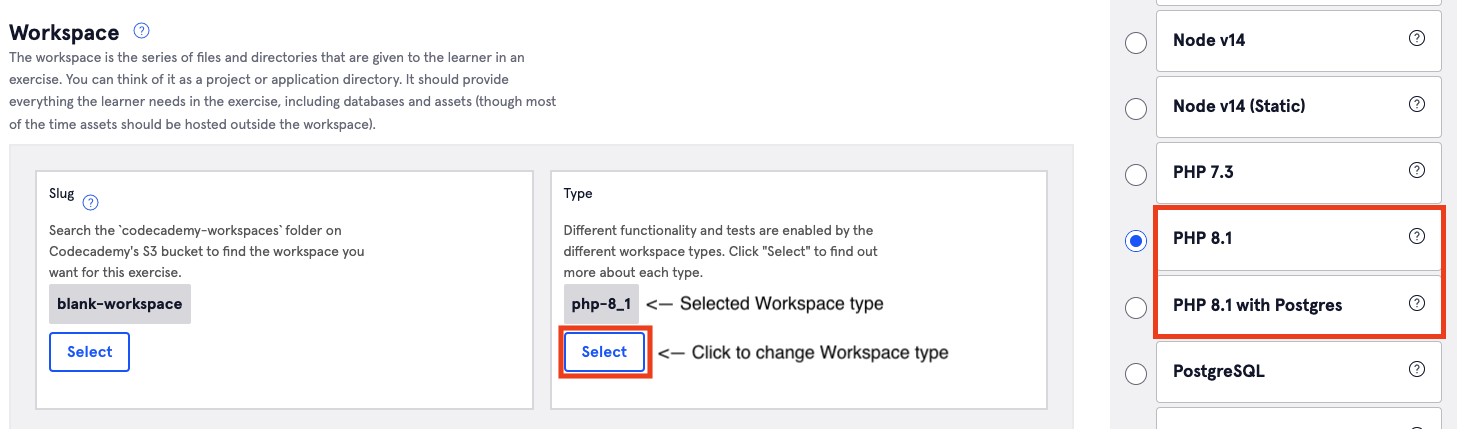 Workspace
The workspace is the series of files and directories that are given to the learner in an
exercise. You can think of it as a project or application directory. It should provide
everything the learner needs in the exercise, including databases and assets (though most
of the time assets should be hosted outside the workspace).
Slug
Search the `codecademy-workspaces` folder on
Codecademy's S3 bucket to find the workspace you
want for this exercise.
blank-workspace
Select
Type
Different functionality and tests are enabled by the
different workspace types. Click "Select" to find out
more about each type.
php-8_1 <— Selected Workspace type
Select <— Click to change Workspace type
Node v14
Node v14 (Static)
PHP 7.3
PHP 8.1
PHP 8.1 with Postgres
PostgreSQL